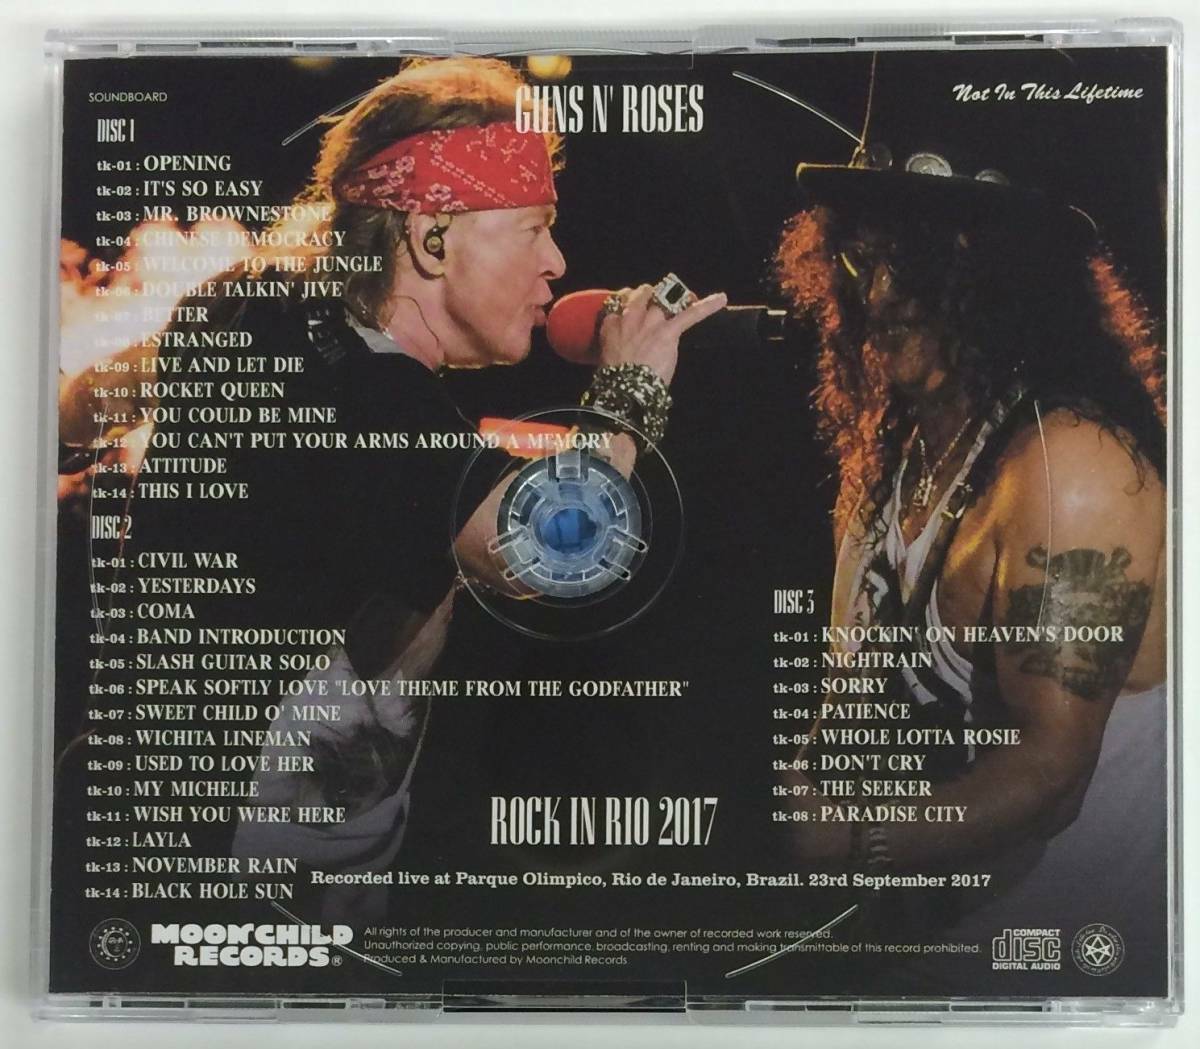 SOUNDBOARD
GUNS N' ROSES
Not In This Lifetime
DISC 1
tk-01 : OPENING
tk-02 : IT'S SO EASY
tk-03 : MR. BROWNESTONE
tk-04 : CHINESE DEMOCRACY
tk-05 : WELCOME TO THE JUNGLE
tk-06 : DOUBLE TALKIN' JIVE
tk-07 : BETTER
tk-08 : ESTRANGED
tk-09 : LIVE AND LET DIE
tk-10 : ROCKET QUEEN
tk-11 : YOU COULD BE MINE
tk-12 : YOU CAN'T PUT YOUR ARMS AROUND A MEMORY
tk-13 : ATTITUDE
tk-14 : THIS I LOVE
DISC 2
tk-01 : CIVIL WAR
tk-02 : YESTERDAYS
tk-03 : COMA
tk-04 : BAND INTRODUCTION
tk-05 : SLASH GUITAR SOLO
tk-06 : SPEAK SOFTLY LOVE "LOVE THEME FROM THE GODFATHER"
tk-07 : SWEET CHILD O' MINE
tk-08 : WICHITA LINEMAN
tk-09 : USED TO LOVE HER
tk-10 : MY MICHELLE
tk-11 : WISH YOU WERE HERE
tk-12 : LAYLA
tk-13 : NOVEMBER RAIN
tk-14 : BLACK HOLE SUN
DISC 3
tk-01 : KNOCKIN' ON HEAVEN'S DOOR
tk-02 : NIGHTRAIN
tk-03 : SORRY
tk-04 : PATIENCE
tk-05 : WHOLE LOTTA ROSIE
tk-06 : DON'T CRY
tk-07 : THE SEEKER
tk-08 : PARADISE CITY
ROCK IN RIO 2017
Recorded live at Parque Olimpico, Rio de Janeiro, Brazil. 23rd September 2017
MOONCHILD
RECORDS®
All rights of the producer and manufacturer and of the owner of recorded work reserved.
Unauthorized copying, public performance, broadcasting, renting and making transmittable of this record prohibited.
Produced & Manufactured by Moonchild Records
COMPACT
disc
DIGITAL AUDIO